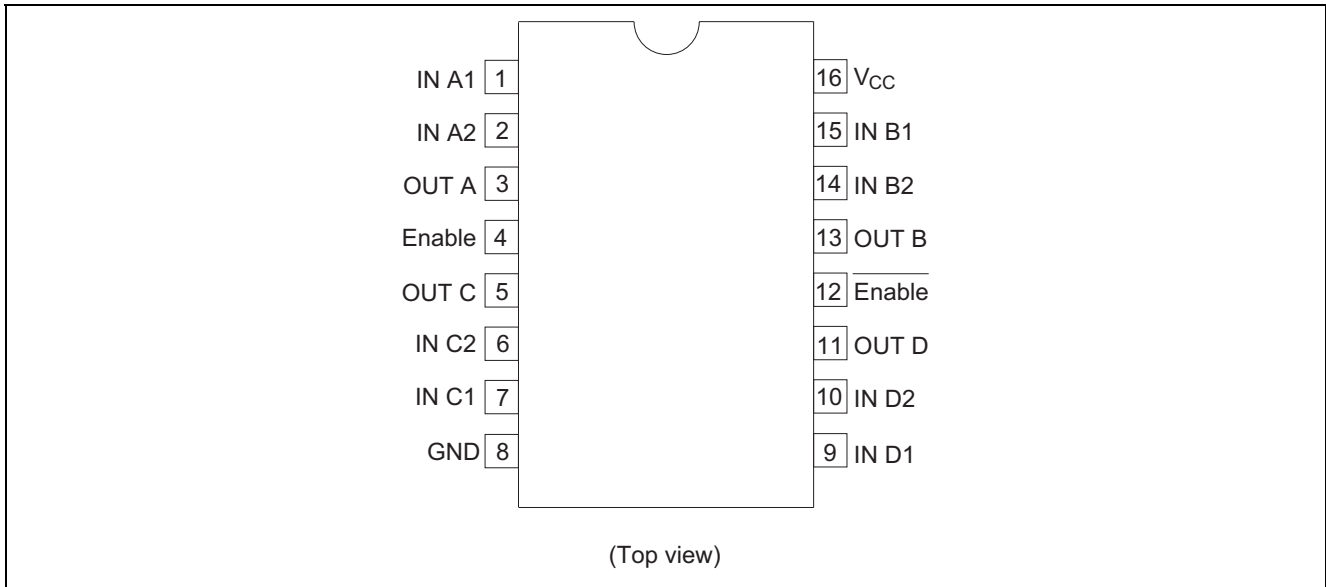 IN A1 1
IN A2 2
OUT A 3
Enable 4
OUT C 5
IN C2 6
IN C1 7
GND 8
16 VCC
15 IN B1
14 IN B2
13 OUT B
12 Enable
11 OUT D
10 IN D2
9 IN D1
(Top view)